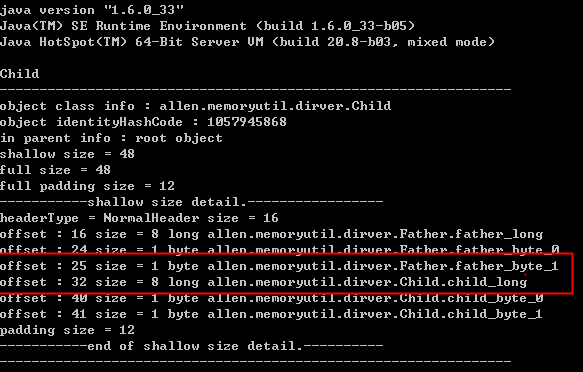 java version "1.6.0_33"
Java(TM) SE Runtime Environment (build 1.6.0_33-b05)
Java HotSpot(TM) 64-Bit Server VM (build 20.8-b03, mixed mode)
Child
---------------------------------------------------------------
object class info : allen.memoryutil.dirver.Child
object identityHashCode : 1057945868
in parent info : root object
shallow size = 48
full size = 48
full padding size = 12
-----------shallow size detail.-----------------
headerType = NormalHeader size = 16
offset : 16 size = 8 long allen.memoryutil.dirver.Father.father_long
offset : 24 size = 1 byte allen.memoryutil.dirver.Father.father_byte_0
offset : 25 size = 1 byte allen.memoryutil.dirver.Father.father_byte_1
offset : 32 size = 8 long allen.memoryutil.dirver.Child.child_long
offset : 40 size = 1 byte allen.memoryutil.dirver.Child.child_byte_0
offset : 41 size = 1 byte allen.memoryutil.dirver.Child.child_byte_1
padding size = 12
-----------end of shallow size detail.----------
---------------------------------------------------------------